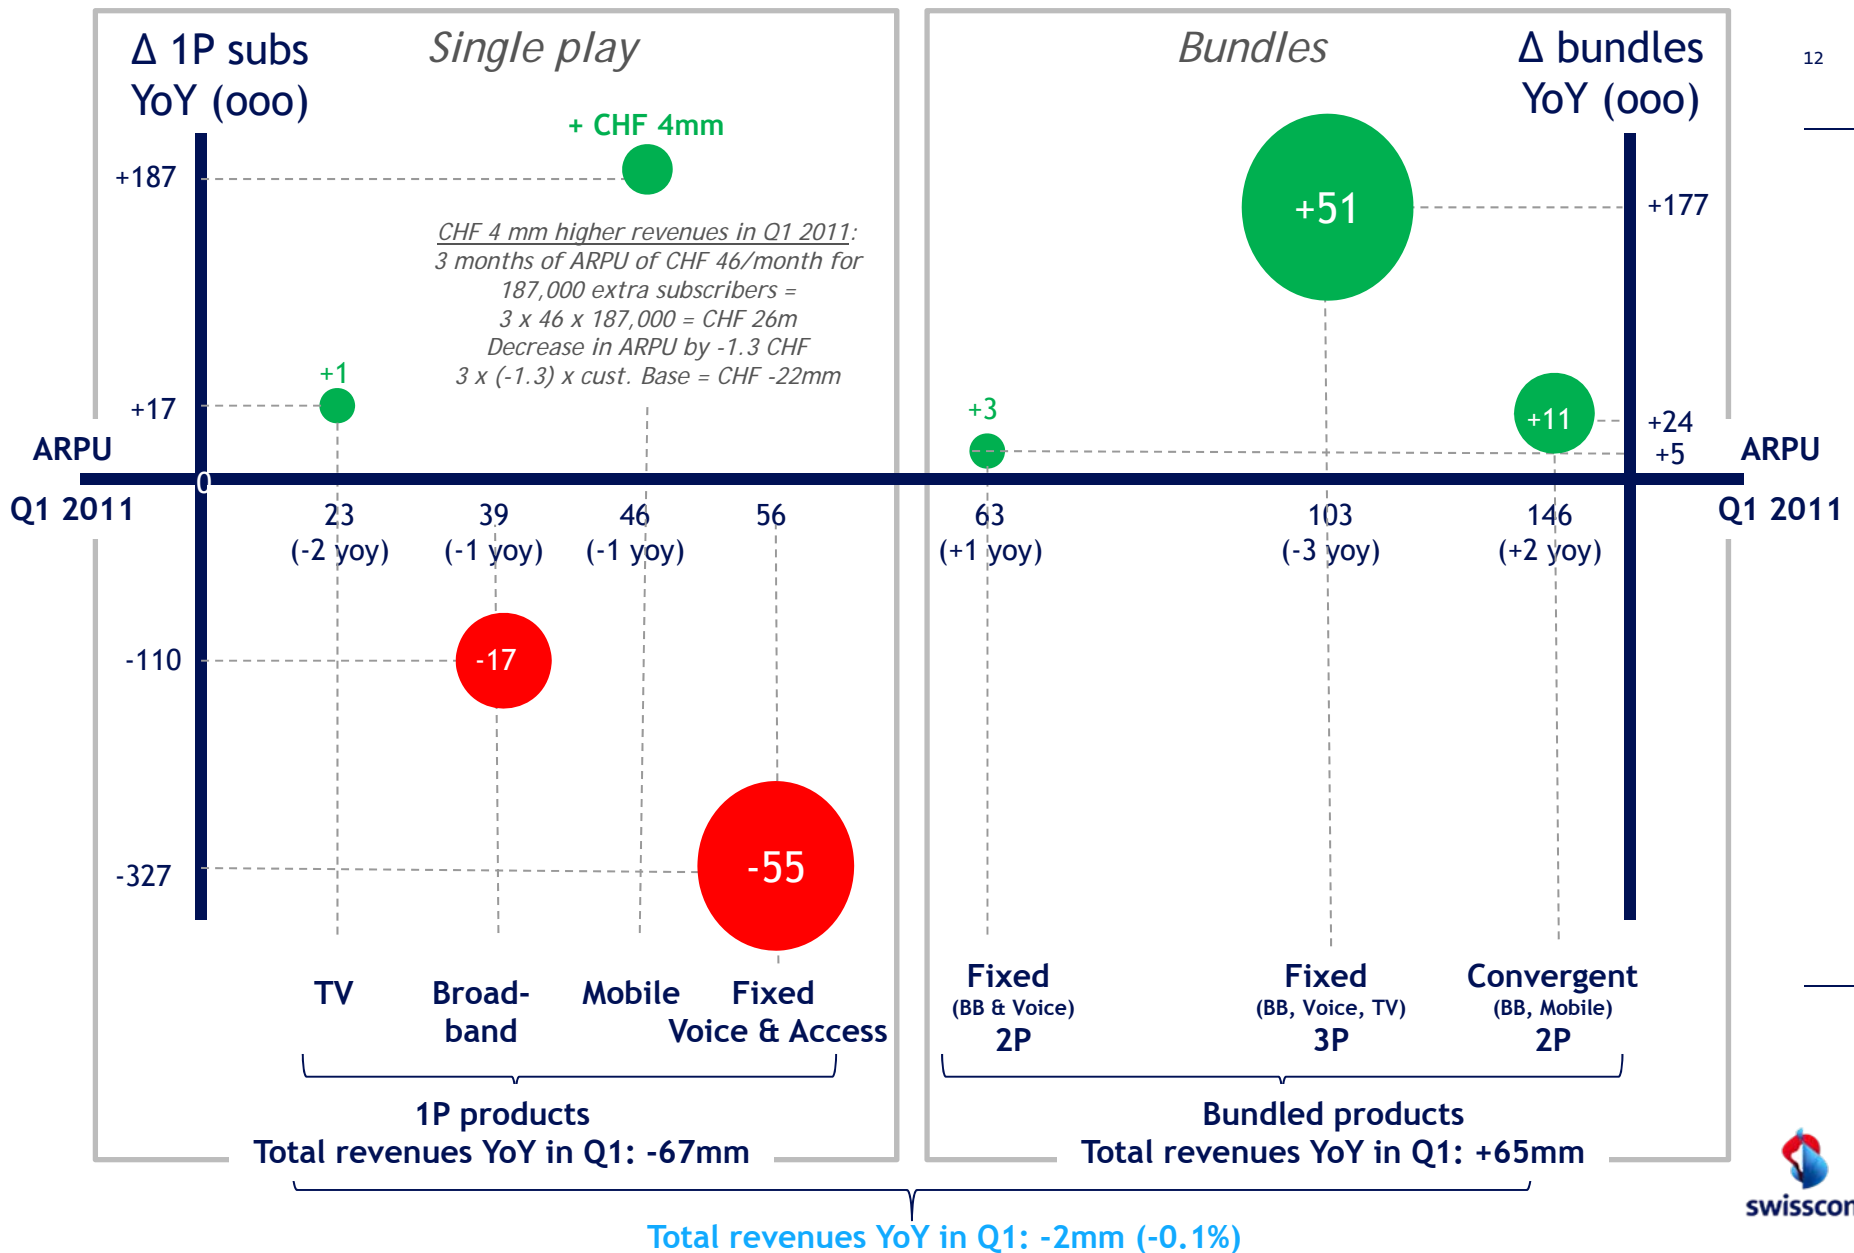 Δ 1P subs
YoY (ooo)
Single play
Bundles
Δ bundles
YoY (ooo)
12
+ CHF 4mm
+187
+51
+177
CHF 4 mm higher revenues in Q1 2011:
3 months of ARPU of CHF 46/month for
187,000 extra subscribers =
3 x 46 x 187,000 = CHF 26m
Decrease in ARPU by -1.3 CHF
3 x (-1.3) x cust. Base = CHF -22mm
+1
+17
+3
+11
+24
+5
ARPU
ARPU
0
Q1 2011
23
39
46
56
63
103
146
Q1 2011
(-2 yoy)
(-1 yoy)
(-1 yoy)
(+1 yoy)
(-3 yoy)
(+2 yoy)
-110
-17
-327
-55
TV
Broad-
band
Mobile
Fixed
Voice & Access
Fixed
(BB & Voice)
2P
Fixed
(BB, Voice, TV)
3P
Convergent
(BB, Mobile)
2P
1P products
Total revenues YoY in Q1: -67mm
Bundled products
Total revenues YoY in Q1: +65mm
swisscom
Total revenues YoY in Q1: -2mm (-0.1%)